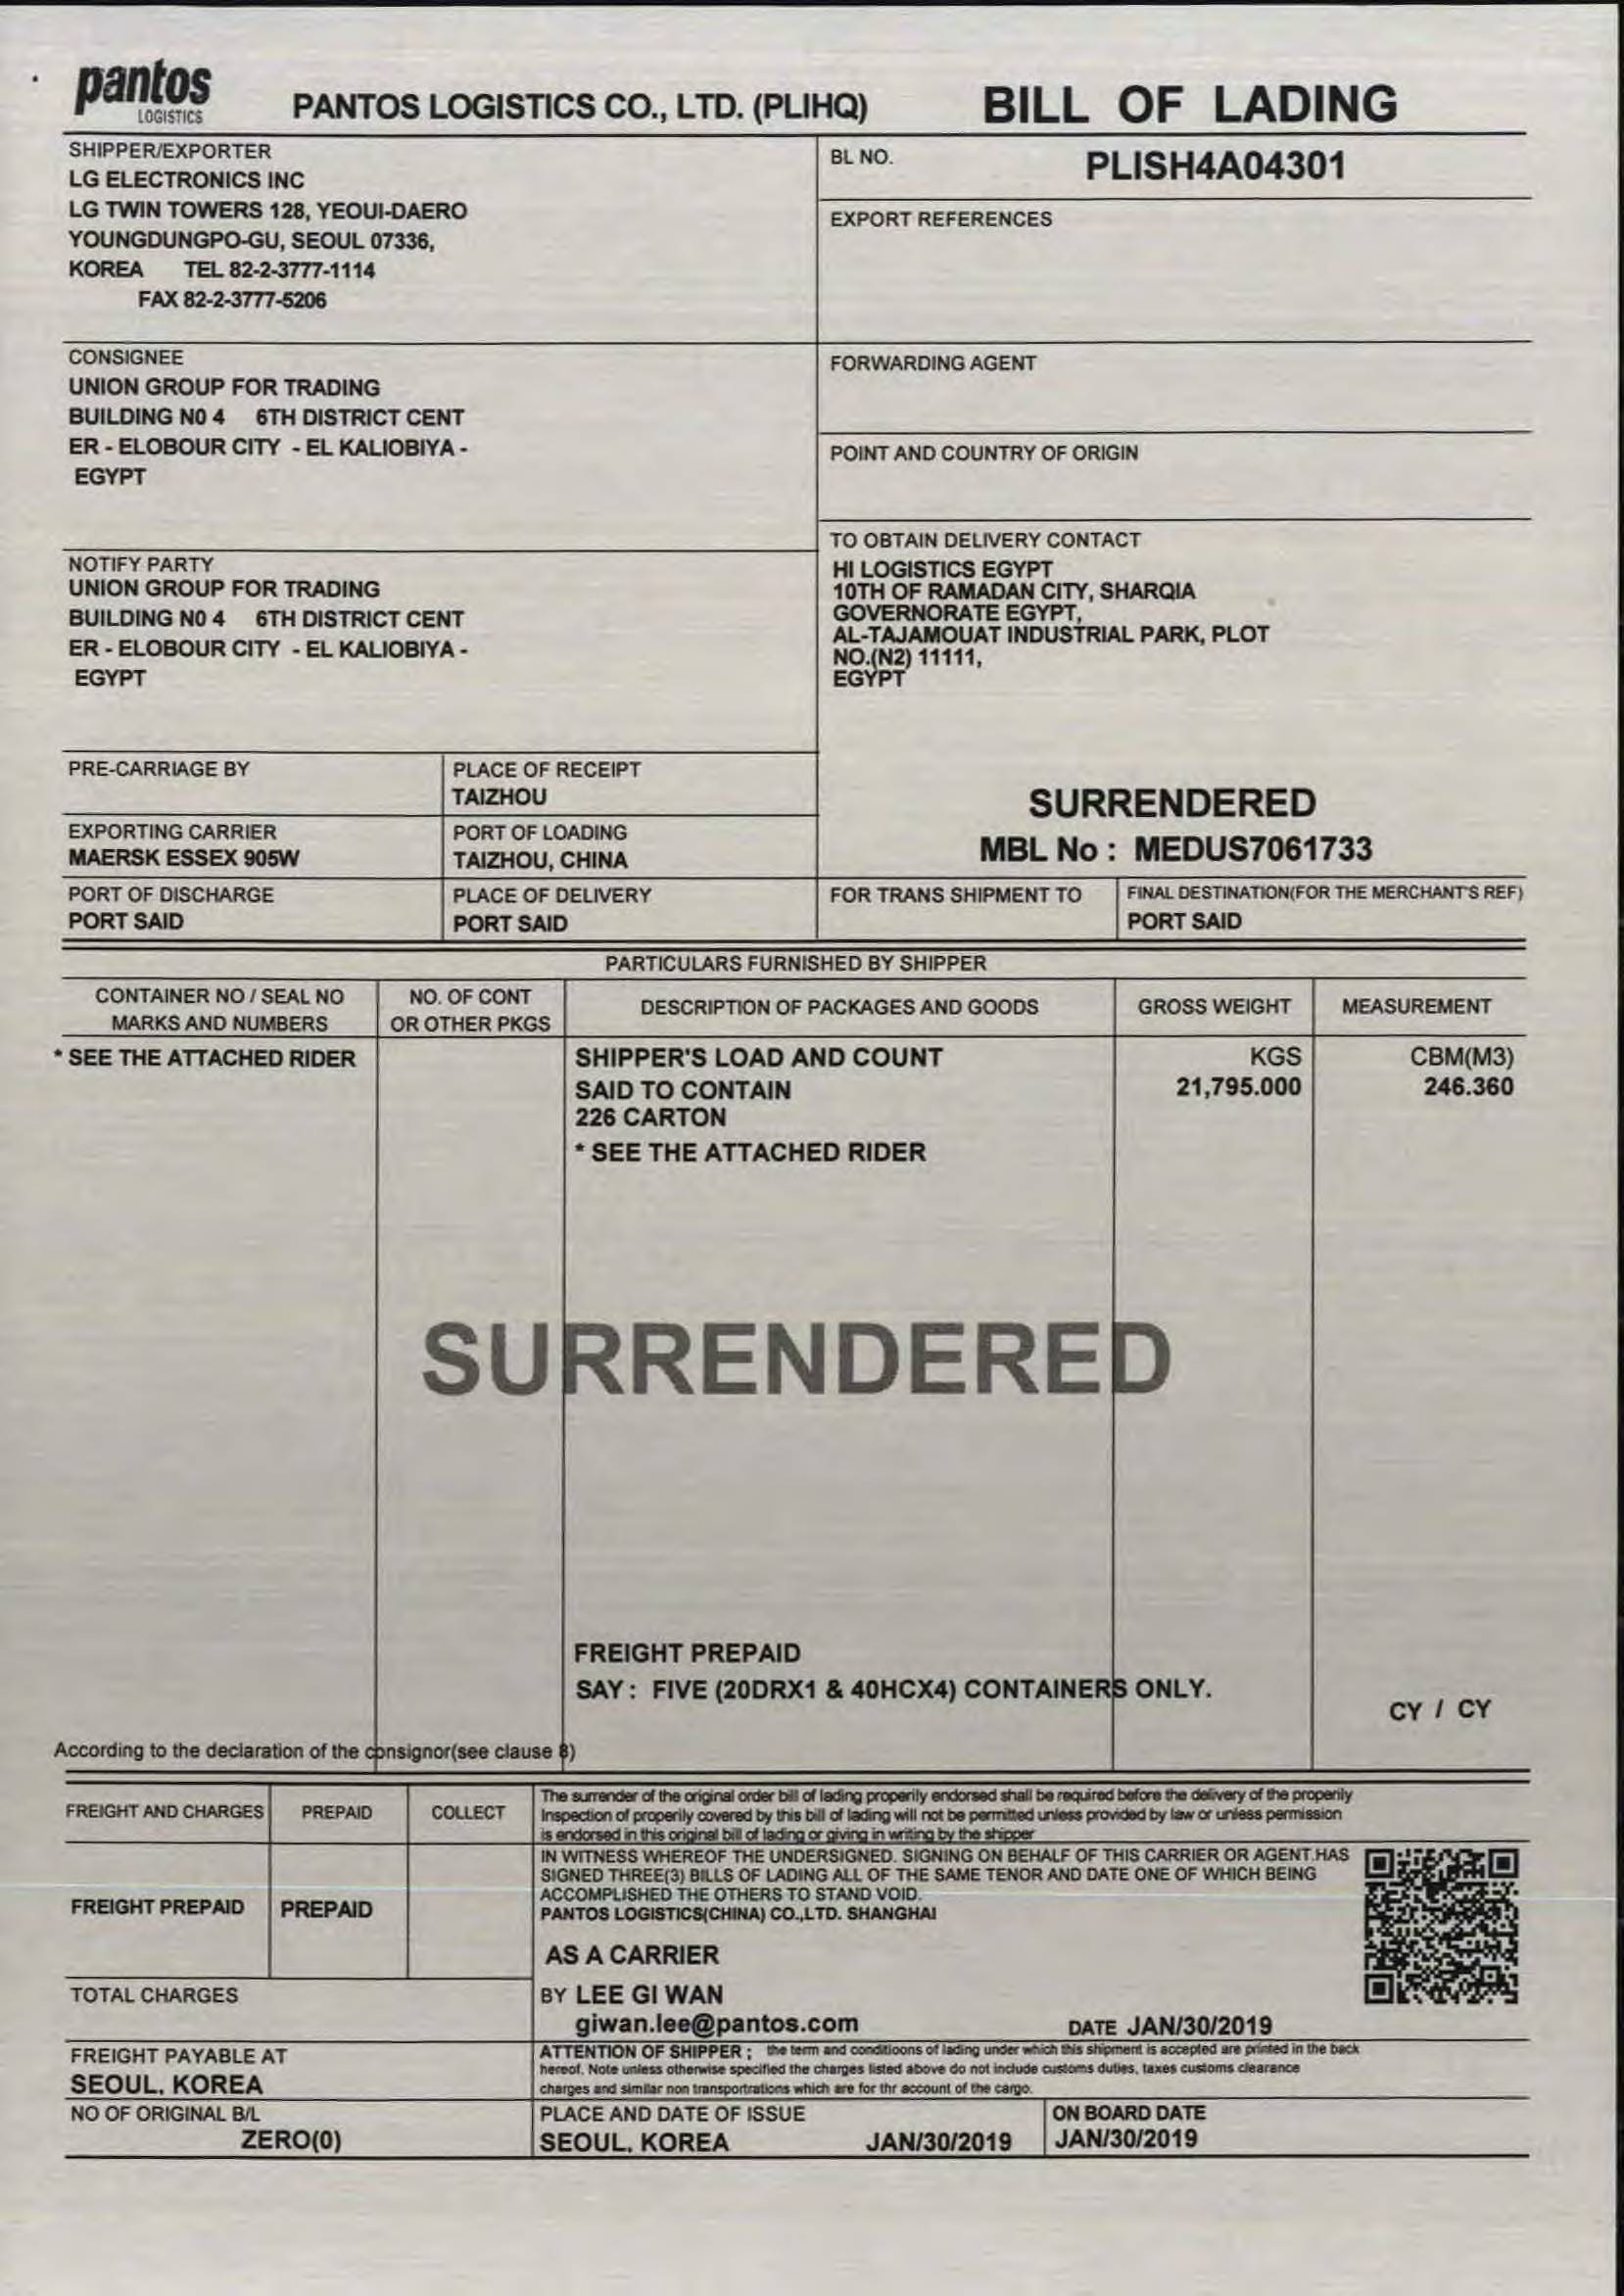 pantos
LOGISTICS
PANTOS LOGISTICS CO., LTD. (PLIHQ)
BILL OF LADING
SHIPPER/EXPORTER
LG ELECTRONICS INC
LG TWIN TOWERS 128, YEOUI-DAERO
YOUNGDUNGPO-GU, SEOUL 07336,
KOREA TEL 82-2-3777-1114
FAX 82-2-3777-5206
BL NO.
PLISH4A04301
EXPORT REFERENCES
CONSIGNEE
UNION GROUP FOR TRADING
BUILDING N0 4 6TH DISTRICT CENT
ER - ELOBOUR CITY - EL KALIOBIYA -
EGYPT
FORWARDING AGENT
POINT AND COUNTRY OF ORIGIN
NOTIFY PARTY
UNION GROUP FOR TRADING
BUILDING N0 4 6TH DISTRICT CENT
ER - ELOBOUR CITY - EL KALIOBIYA -
EGYPT
TO OBTAIN DELIVERY CONTACT
HI LOGISTICS EGYPT
10TH OF RAMADAN CITY, SHARQIA
GOVERNORATE EGYPT,
AL-TAJAMOUAT INDUSTRIAL PARK, PLOT
NO.(N2) 11111,
EGYPT
PRE-CARRIAGE BY
PLACE OF RECEIPT
TAIZHOU
EXPORTING CARRIER
MAERSK ESSEX 905W
PORT OF LOADING
TAIZHOU, CHINA
SURRENDERED
MBL No : MEDUS7061733
PORT OF DISCHARGE
PORT SAID
PLACE OF DELIVERY
PORT SAID
FOR TRANS SHIPMENT TO
FINAL DESTINATION(FOR THE MERCHANT'S REF)
PORT SAID
PARTICULARS FURNISHED BY SHIPPER
CONTAINER NO / SEAL NO
MARKS AND NUMBERS
NO. OF CONT
OR OTHER PKGS
DESCRIPTION OF PACKAGES AND GOODS
GROSS WEIGHT
MEASUREMENT
* SEE THE ATTACHED RIDER
SHIPPER'S LOAD AND COUNT
SAID TO CONTAIN
226 CARTON
* SEE THE ATTACHED RIDER
KGS
21,795.000
CBM(M3)
246.360
SURRENDERED
FREIGHT PREPAID
SAY : FIVE (20DRX1 & 40HCX4) CONTAINERS ONLY.
CY / CY
According to the declaration of the consignor(see clause 8)
FREIGHT AND CHARGES
PREPAID
COLLECT
The surrender of the original order bill of lading properily endorsed shall be required before the delivery of the properily
Inspection of properily covered by this bill of lading will not be permitted unless provided by law or unless permission
is endorsed in this original bill of lading or giving in writing by the shipper
FREIGHT PREPAID
PREPAID
IN WITNESS WHEREOF THE UNDERSIGNED. SIGNING ON BEHALF OF THIS CARRIER OR AGENT.HAS
SIGNED THREE(3) BILLS OF LADING ALL OF THE SAME TENOR AND DATE ONE OF WHICH BEING
ACCOMPLISHED THE OTHERS TO STAND VOID.
PANTOS LOGISTICS(CHINA) CO.,LTD. SHANGHAI
AS A CARRIER
TOTAL CHARGES
BY LEE GI WAN
giwan.lee@pantos.com
DATE JAN/30/2019
FREIGHT PAYABLE AT
SEOUL, KOREA
ATTENTION OF SHIPPER ; the term and conditioons of lading under which this shipment is accepted are printed in the back
hereof. Note unless otherwise specified the charges listed above do not include customs duties, taxes customs clearance
charges and similar non transportrations which are for thr account of the cargo.
NO OF ORIGINAL B/L
ZERO(0)
PLACE AND DATE OF ISSUE
SEOUL, KOREA JAN/30/2019
ON BOARD DATE
JAN/30/2019